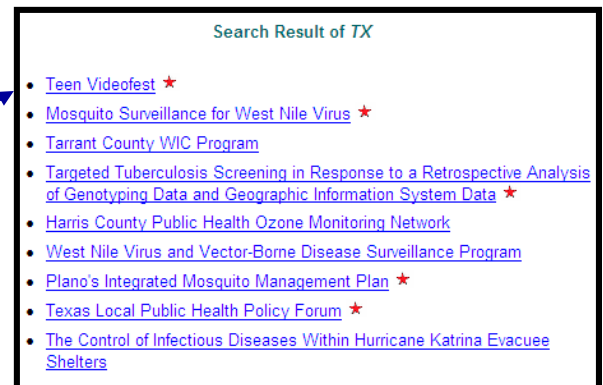 Search Result of TX
• Teen Videofest ★
• Mosquito Surveillance for West Nile Virus ★
• Tarrant County WIC Program
• Targeted Tuberculosis Screening in Response to a Retrospective Analysis
of Genotyping Data and Geographic Information System Data ★
• Harris County Public Health Ozone Monitoring Network
• West Nile Virus and Vector-Borne Disease Surveillance Program
• Plano's Integrated Mosquito Management Plan ★
• Texas Local Public Health Policy Forum ★
• The Control of Infectious Diseases Within Hurricane Katrina Evacuee
Shelters